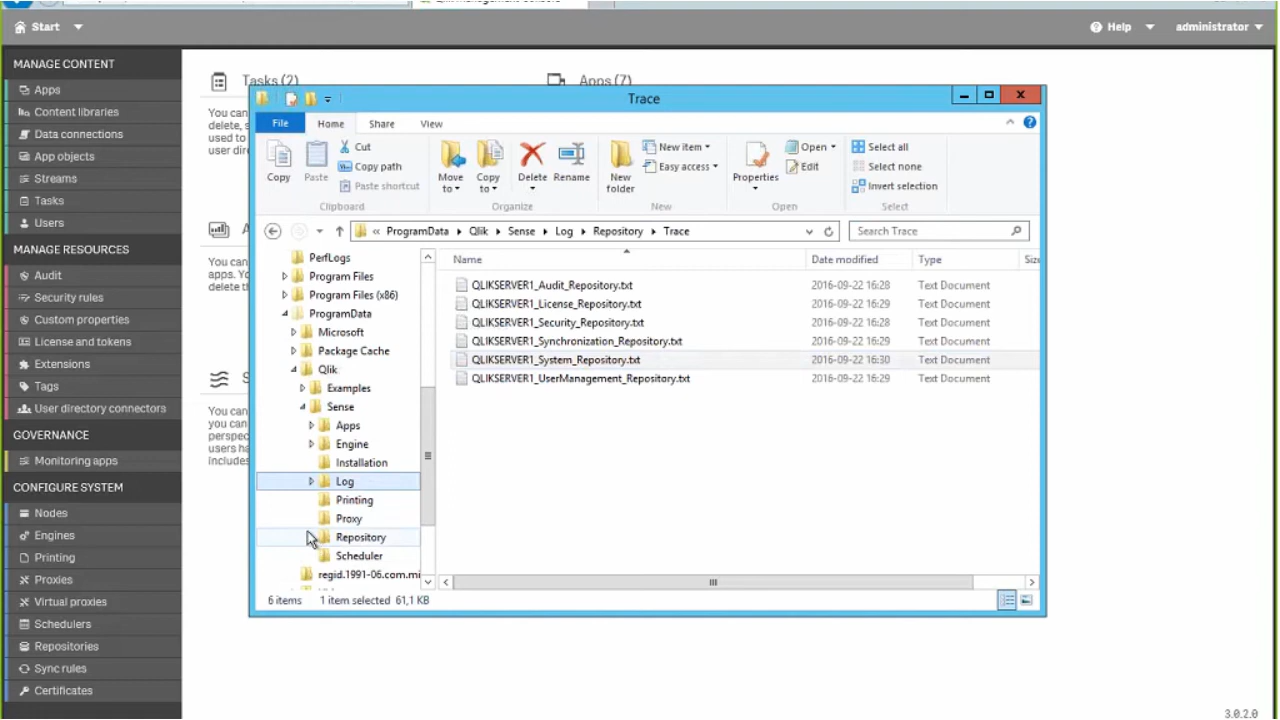 Start
Help
administrator
MANAGE CONTENT
Apps
Content libraries
Data connections
App objects
Streams
Tasks
Users
MANAGE RESOURCES
Audit
Security rules
Custom properties
License and tokens
Extensions
Tags
User directory connectors
GOVERNANCE
Monitoring apps
CONFIGURE SYSTEM
Nodes
Engines
Printing
Proxies
Virtual proxies
Schedulers
Repositories
Sync rules
Certificates
Tasks (2)
Apps (7)
You can
delete, s
used to
user dire
You can
apps. Yo
delete th
You can
you can
perspec
users ha
includes
Trace
File
Home
Share
View
Copy
Paste
Cut
Copy path
Paste shortcut
Clipboard
Move to
Copy to
Delete
Rename
Organize
New folder
New item
Easy access
New
Properties
Open
Edit
Open
Select all
Select none
Invert selection
Select
« ProgramData Qlik Sense Log Repository Trace
Search Trace
PerfLogs
Program Files
Program Files (x86)
ProgramData
Microsoft
Package Cache
Qlik
Examples
Sense
Apps
Engine
Installation
Log
Printing
Proxy
Repository
Scheduler
regid.1991-06.com.mi
Name Date modified Type Size
QLIKSERVER1_Audit_Repository.txt 2016-09-22 16:28 Text Document
QLIKSERVER1_License_Repository.txt 2016-09-22 16:29 Text Document
QLIKSERVER1_Security_Repository.txt 2016-09-22 16:28 Text Document
QLIKSERVER1_Synchronization_Repository.txt 2016-09-22 16:29 Text Document
QLIKSERVER1_System_Repository.txt 2016-09-22 16:30 Text Document
QLIKSERVER1_UserManagement_Repository.txt 2016-09-22 16:29 Text Document
6 items 1 item selected 61,1 KB
3.0.2.0